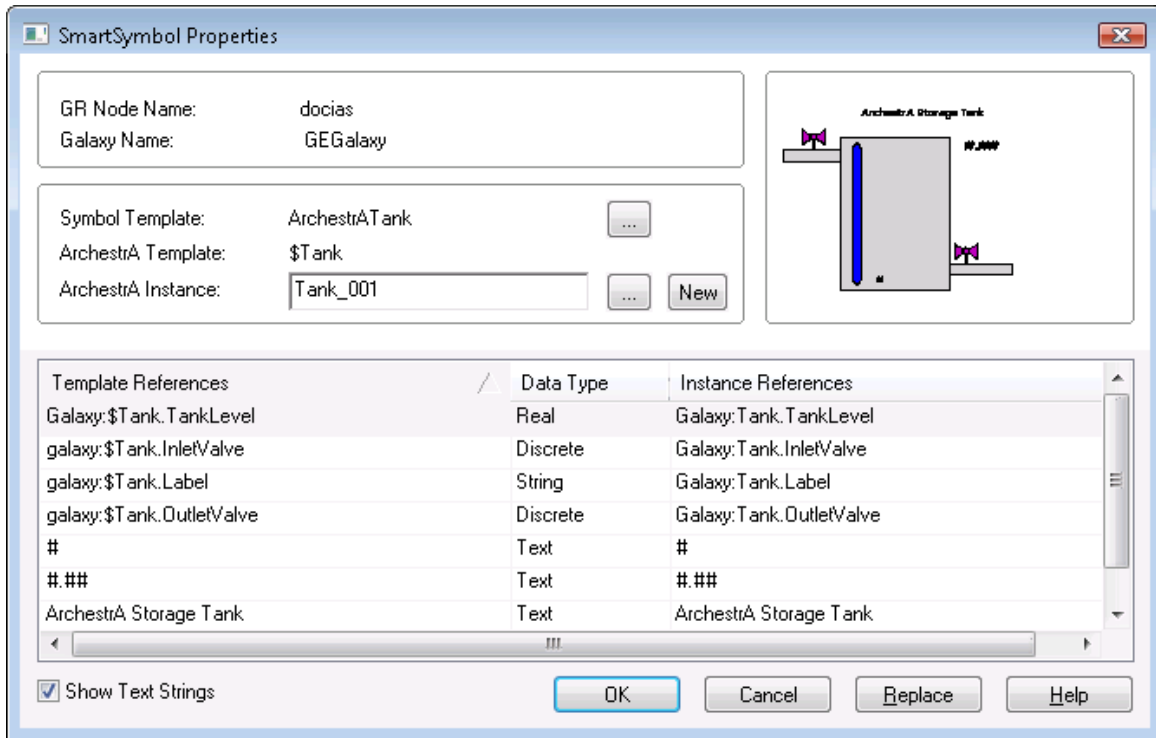 SmartSymbol Properties
GR Node Name: docias
Galaxy Name: GEGalaxy
Symbol Template: ArchestrATank ...
ArchestrA Template: $Tank
ArchestrA Instance: Tank_001 ... New
ArchestrA Storage Tank
#.###
#
Template References Data Type Instance References
Galaxy:$Tank.TankLevel Real Galaxy:Tank.TankLevel
galaxy:$Tank.InletValve Discrete Galaxy:Tank.InletValve
galaxy:$Tank.Label String Galaxy:Tank.Label
galaxy:$Tank.OutletValve Discrete Galaxy:Tank.OutletValve
# Text #
#.## Text #.##
ArchestrA Storage Tank Text ArchestrA Storage Tank
Show Text Strings OK Cancel Replace Help